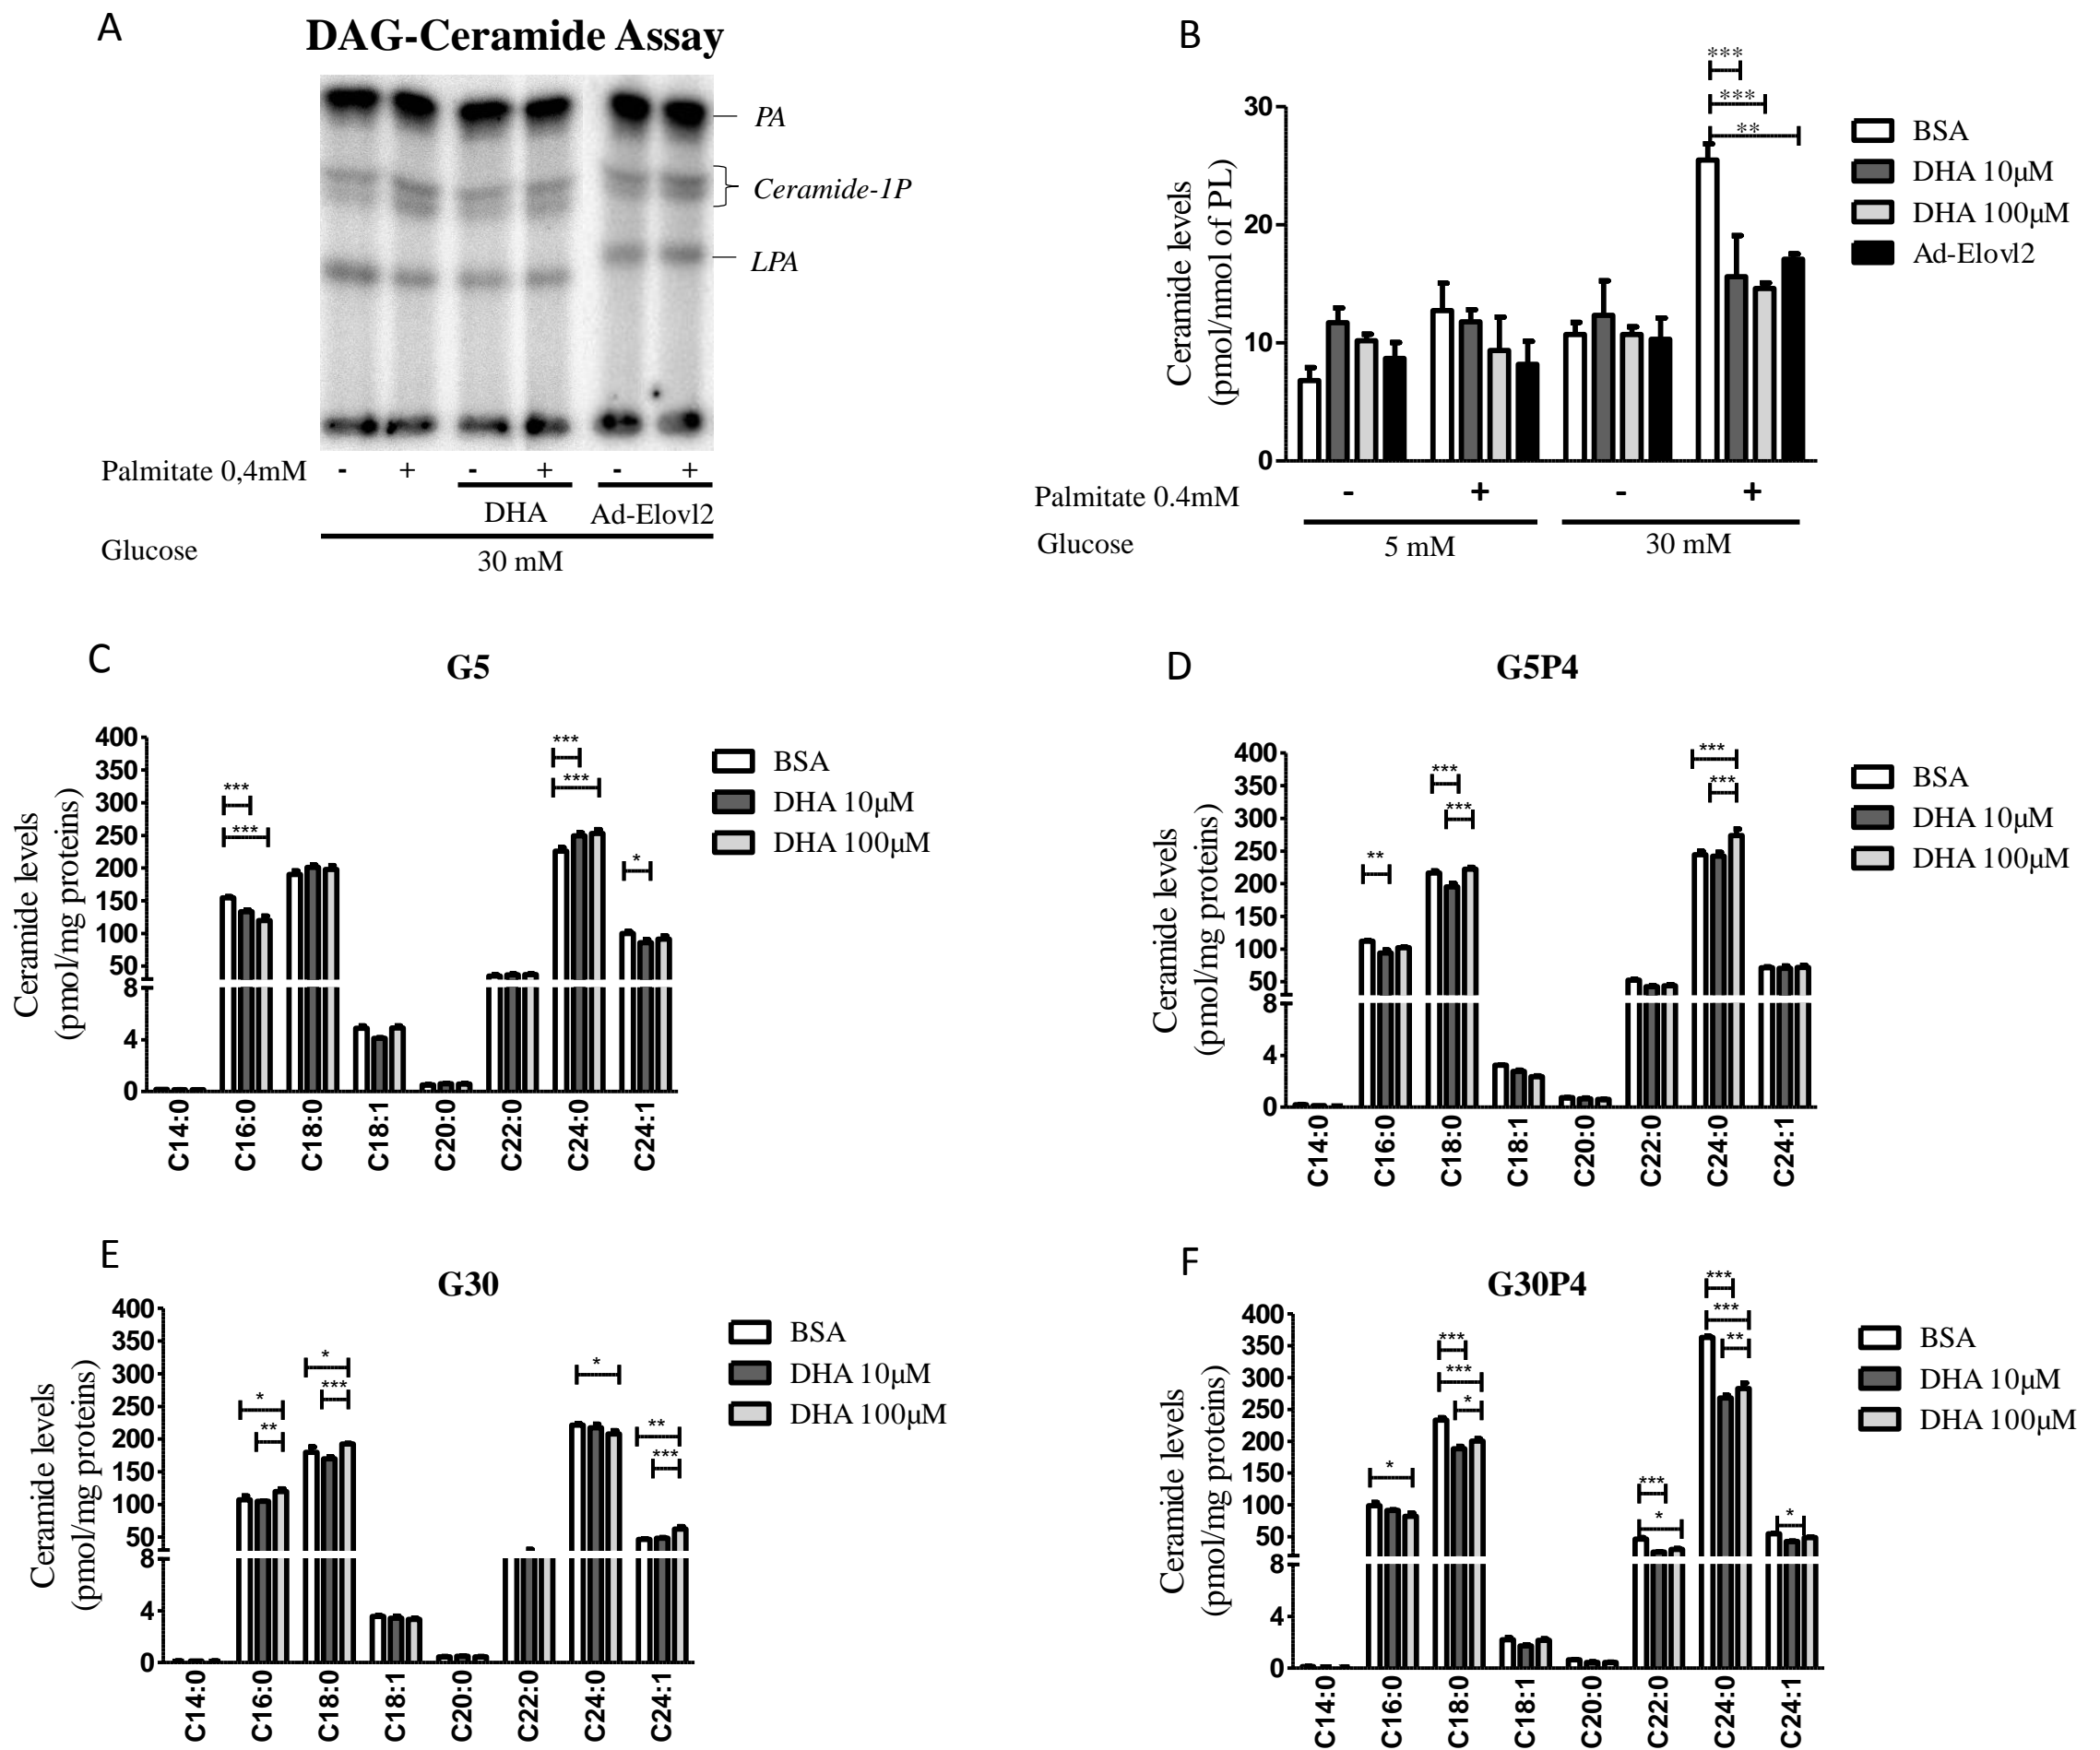 A
DAG-Ceramide Assay
PA
Ceramide-1P
LPA
Palmitate 0,4mM - + - + - +
DHA Ad-Elovl2
Glucose
30 mM
B
Ceramide levels
(pmol/nmol of PL)
30
20
10
0
***
***
**
BSA
DHA 10µM
DHA 100µM
Ad-Elovl2
Palmitate 0.4mM - + - +
Glucose 5 mM 30 mM
C
G5
Ceramide levels
(pmol/mg proteins)
400
350
300
250
200
150
100
50
8
4
0
***
***
***
***
*
C14:0 C16:0 C18:0 C18:1 C20:0 C22:0 C24:0 C24:1
BSA
DHA 10µM
DHA 100µM
D
G5P4
Ceramide levels
(pmol/mg proteins)
400
350
300
250
200
150
100
50
8
4
0
**
***
***
***
***
C14:0 C16:0 C18:0 C18:1 C20:0 C22:0 C24:0 C24:1
BSA
DHA 10µM
DHA 100µM
E
G30
Ceramide levels
(pmol/mg proteins)
400
350
300
250
200
150
100
50
8
4
0
*
**
*
***
*
**
***
C14:0 C16:0 C18:0 C18:1 C20:0 C22:0 C24:0 C24:1
BSA
DHA 10µM
DHA 100µM
F
G30P4
Ceramide levels
(pmol/mg proteins)
400
350
300
250
200
150
100
50
8
4
0
*
***
***
*
***
*
***
***
**
*
C14:0 C16:0 C18:0 C18:1 C20:0 C22:0 C24:0 C24:1
BSA
DHA 10µM
DHA 100µM